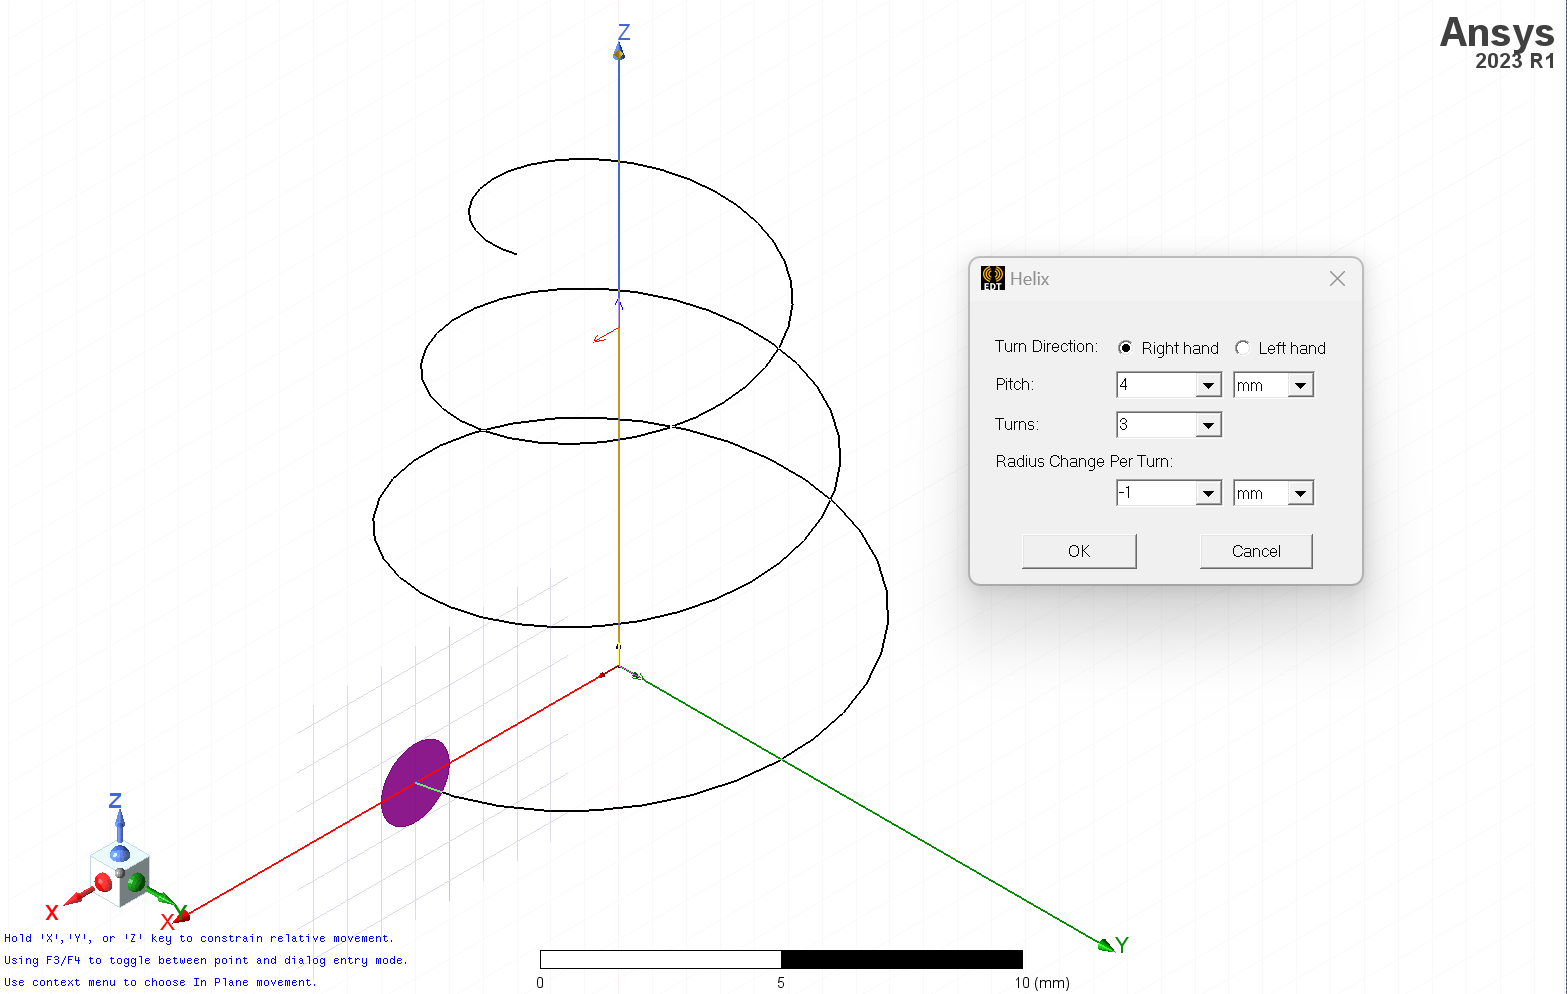 Ansys
2023 R1
Z
EDT
Helix
Turn Direction:
Right hand
Left hand
Pitch:
4
mm
Turns:
3
Radius Change Per Turn:
-1
mm
OK
Cancel
Z
X
Y
X
Y
Hold 'X','Y', or 'Z' key to constrain relative movement.
Using F3/F4 to toggle between point and dialog entry mode.
Use context menu to choose In Plane movement.
0
5
10 (mm)